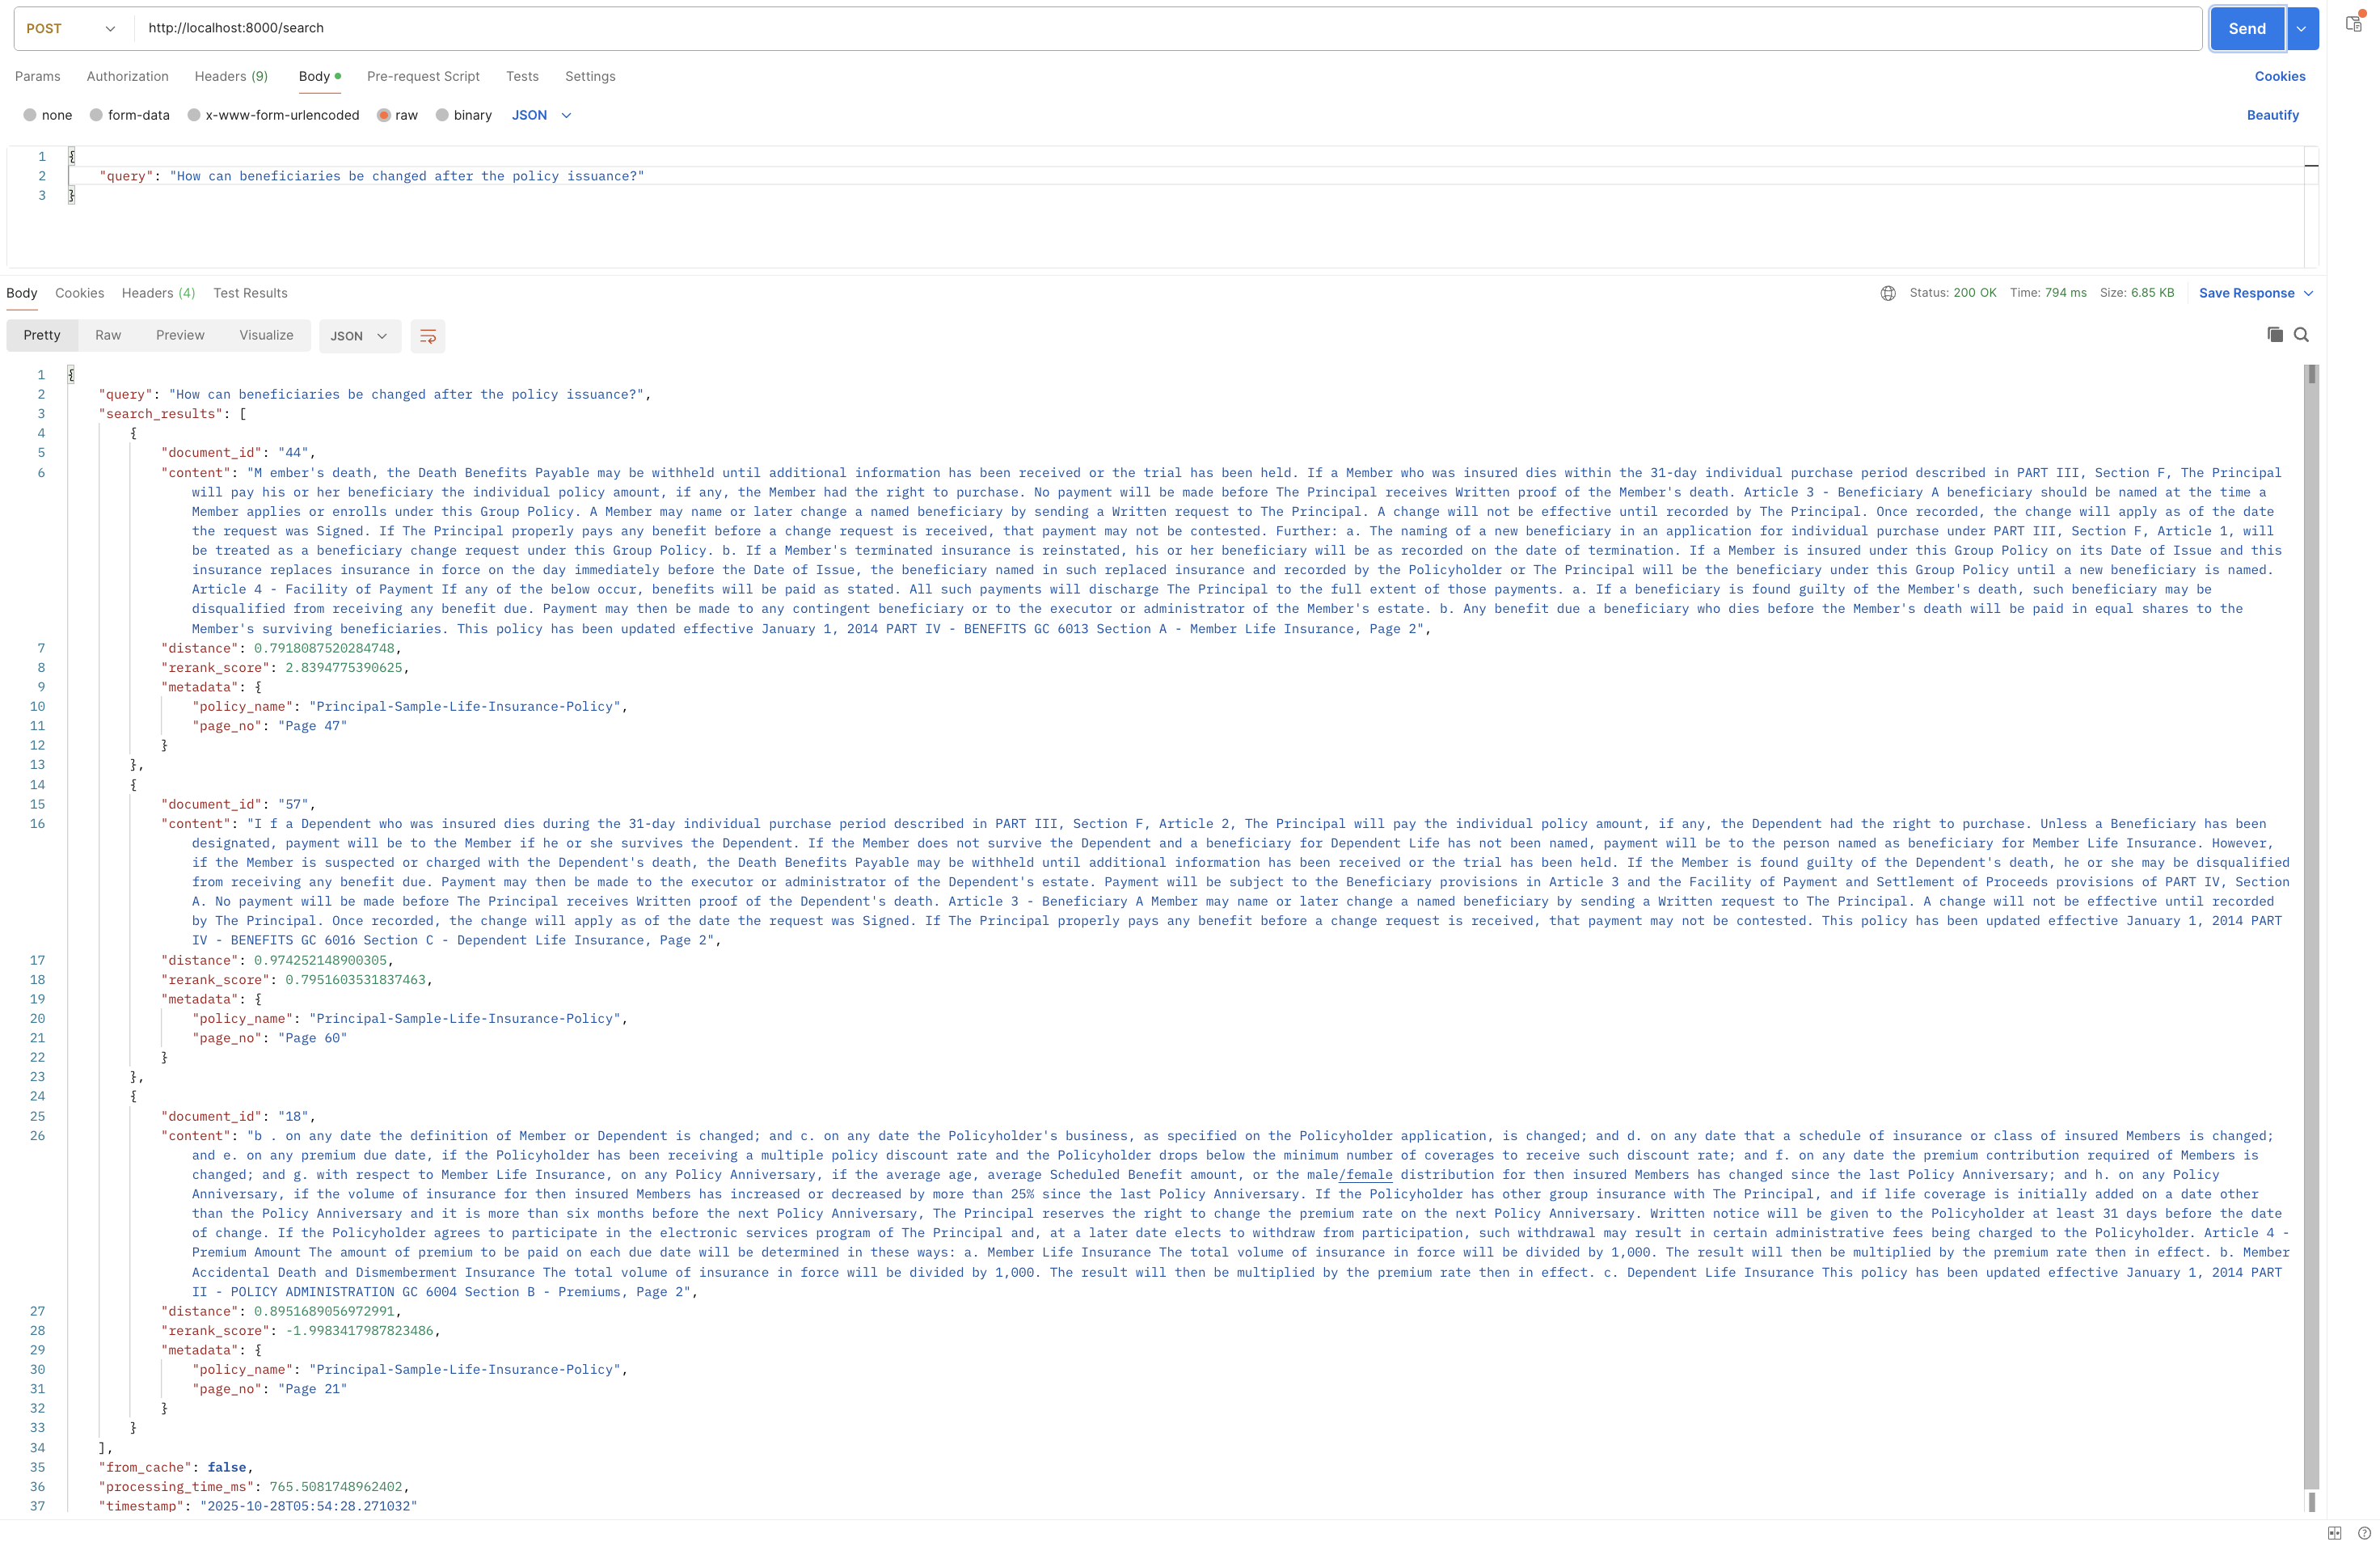 POST http://localhost:8000/search Send
Params Authorization Headers (9) Body Pre-request Script Tests Settings Cookies
none form-data x-www-form-urlencoded raw binary JSON Beautify
1 {
2 "query": "How can beneficiaries be changed after the policy issuance?"
3 }
Body Cookies Headers (4) Test Results Status: 200 OK Time: 794 ms Size: 6.85 KB Save Response
Pretty Raw Preview Visualize JSON
1 {
2 "query": "How can beneficiaries be changed after the policy issuance?",
3 "search_results": [
4 {
5 "document_id": "44",
6 "content": "M ember's death, the Death Benefits Payable may be withheld until additional information has been received or the trial has been held. If a Member who was insured dies within the 31-day individual purchase period described in PART III, Section F, The Principal
will pay his or her beneficiary the individual policy amount, if any, the Member had the right to purchase. No payment will be made before The Principal receives Written proof of the Member's death. Article 3 - Beneficiary A beneficiary should be named at the time a
Member applies or enrolls under this Group Policy. A Member may name or later change a named beneficiary by sending a Written request to The Principal. A change will not be effective until recorded by The Principal. Once recorded, the change will apply as of the date
the request was Signed. If The Principal properly pays any benefit before a change request is received, that payment may not be contested. Further: a. The naming of a new beneficiary in an application for individual purchase under PART III, Section F, Article 1, will
be treated as a beneficiary change request under this Group Policy. b. If a Member's terminated insurance is reinstated, his or her beneficiary will be as recorded on the date of termination. If a Member is insured under this Group Policy on its Date of Issue and this
insurance replaces insurance in force on the day immediately before the Date of Issue, the beneficiary named in such replaced insurance and recorded by the Policyholder or The Principal will be the beneficiary under this Group Policy until a new beneficiary is named.
Article 4 - Facility of Payment If any of the below occur, benefits will be paid as stated. All such payments will discharge The Principal to the full extent of those payments. a. If a beneficiary is found guilty of the Member's death, such beneficiary may be
disqualified from receiving any benefit due. Payment may then be made to any contingent beneficiary or to the executor or administrator of the Member's estate. b. Any benefit due a beneficiary who dies before the Member's death will be paid in equal shares to the
Member's surviving beneficiaries. This policy has been updated effective January 1, 2014 PART IV - BENEFITS GC 6013 Section A - Member Life Insurance, Page 2",
7 "distance": 0.7918087520284748,
8 "rerank_score": 2.8394775390625,
9 "metadata": {
10 "policy_name": "Principal-Sample-Life-Insurance-Policy",
11 "page_no": "Page 47"
12 }
13 },
14 {
15 "document_id": "57",
16 "content": "I f a Dependent who was insured dies during the 31-day individual purchase period described in PART III, Section F, Article 2, The Principal will pay the individual policy amount, if any, the Dependent had the right to purchase. Unless a Beneficiary has been
designated, payment will be to the Member if he or she survives the Dependent. If the Member does not survive the Dependent and a beneficiary for Dependent Life has not been named, payment will be to the person named as beneficiary for Member Life Insurance. However,
if the Member is suspected or charged with the Dependent's death, the Death Benefits Payable may be withheld until additional information has been received or the trial has been held. If the Member is found guilty of the Dependent's death, he or she may be disqualified
from receiving any benefit due. Payment may then be made to the executor or administrator of the Dependent's estate. Payment will be subject to the Beneficiary provisions in Article 3 and the Facility of Payment and Settlement of Proceeds provisions of PART IV, Section
A. No payment will be made before The Principal receives Written proof of the Dependent's death. Article 3 - Beneficiary A Member may name or later change a named beneficiary by sending a Written request to The Principal. A change will not be effective until recorded
by The Principal. Once recorded, the change will apply as of the date the request was Signed. If The Principal properly pays any benefit before a change request is received, that payment may not be contested. This policy has been updated effective January 1, 2014 PART
IV - BENEFITS GC 6016 Section C - Dependent Life Insurance, Page 2",
17 "distance": 0.974252148900305,
18 "rerank_score": 0.7951603531837463,
19 "metadata": {
20 "policy_name": "Principal-Sample-Life-Insurance-Policy",
21 "page_no": "Page 60"
22 }
23 },
24 {
25 "document_id": "18",
26 "content": "b . on any date the definition of Member or Dependent is changed; and c. on any date the Policyholder's business, as specified on the Policyholder application, is changed; and d. on any date that a schedule of insurance or class of insured Members is changed;
and e. on any premium due date, if the Policyholder has been receiving a multiple policy discount rate and the Policyholder drops below the minimum number of coverages to receive such discount rate; and f. on any date the premium contribution required of Members is
changed; and g. with respect to Member Life Insurance, on any Policy Anniversary, if the average age, average Scheduled Benefit amount, or the male/female distribution for then insured Members has changed since the last Policy Anniversary; and h. on any Policy
Anniversary, if the volume of insurance for then insured Members has increased or decreased by more than 25% since the last Policy Anniversary. If the Policyholder has other group insurance with The Principal, and if life coverage is initially added on a date other
than the Policy Anniversary and it is more than six months before the next Policy Anniversary, The Principal reserves the right to change the premium rate on the next Policy Anniversary. Written notice will be given to the Policyholder at least 31 days before the date
of change. If the Policyholder agrees to participate in the electronic services program of The Principal and, at a later date elects to withdraw from participation, such withdrawal may result in certain administrative fees being charged to the Policyholder. Article 4 -
Premium Amount The amount of premium to be paid on each due date will be determined in these ways: a. Member Life Insurance The total volume of insurance in force will be divided by 1,000. The result will then be multiplied by the premium rate then in effect. b. Member
Accidental Death and Dismemberment Insurance The total volume of insurance in force will be divided by 1,000. The result will then be multiplied by the premium rate then in effect. c. Dependent Life Insurance This policy has been updated effective January 1, 2014 PART
II - POLICY ADMINISTRATION GC 6004 Section B - Premiums, Page 2",
27 "distance": 0.8951689056972991,
28 "rerank_score": -1.9983417987823486,
29 "metadata": {
30 "policy_name": "Principal-Sample-Life-Insurance-Policy",
31 "page_no": "Page 21"
32 }
33 }
34 ],
35 "from_cache": false,
36 "processing_time_ms": 765.5081748962402,
37 "timestamp": "2025-10-28T05:54:28.271032"